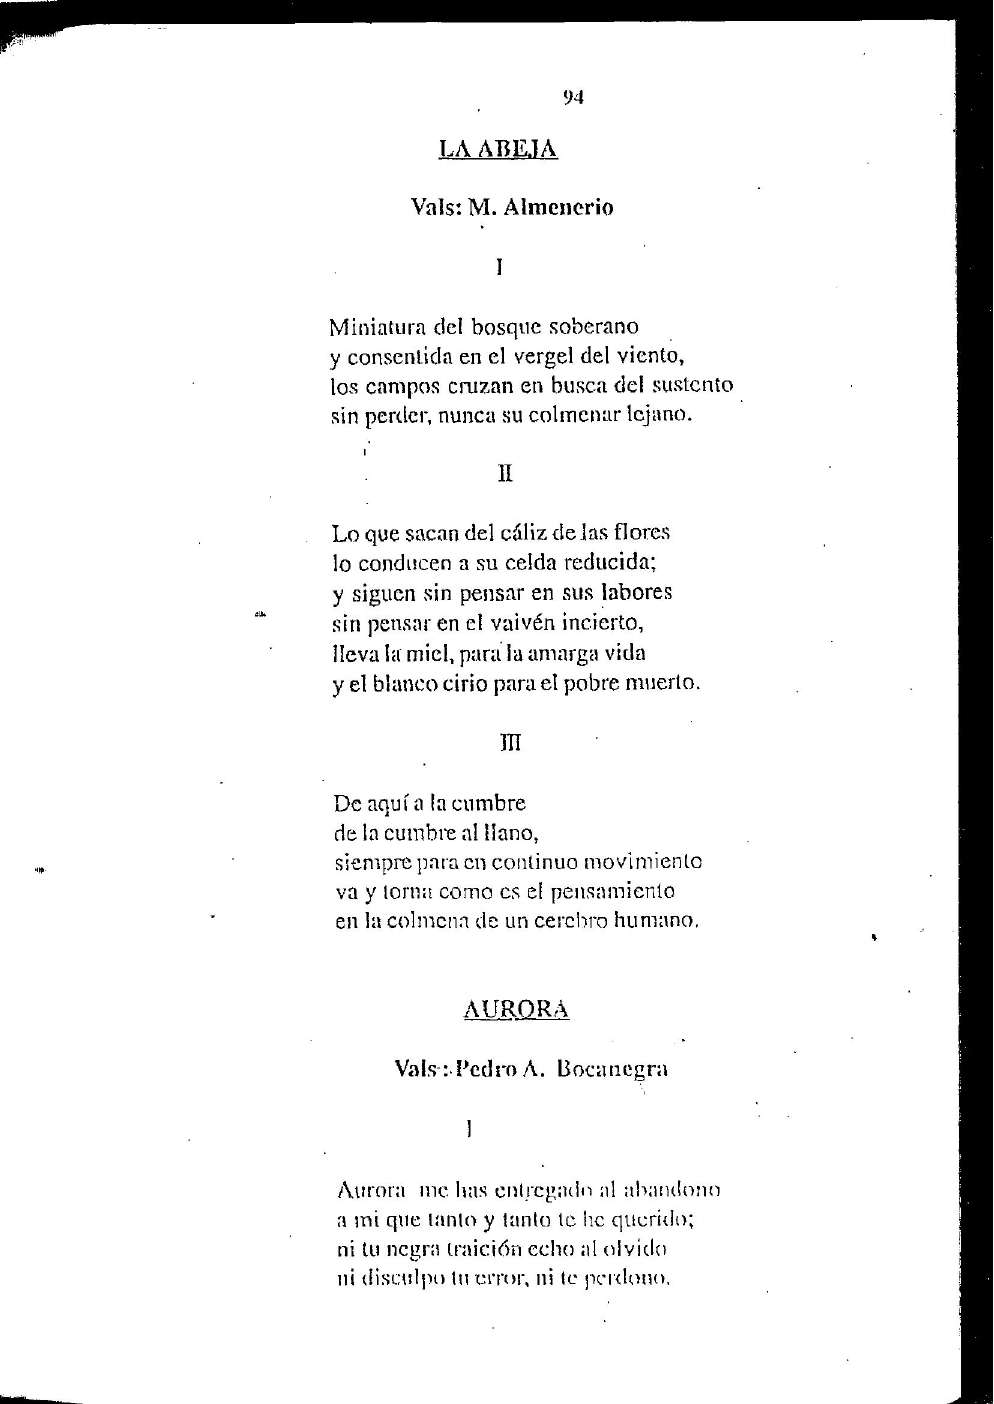 94
LA ABEJA
Vals: M. Almenerio
I
Miniatura del bosque soberano
y consentida en el vergel del viento,
los campos cruzan en busca del sustento
sin perder, nunca su colmenar lejano.
II
Lo que sacan del cáliz de las flores
lo conducen a su celda reducida;
y siguen sin pensar en sus labores
sin pensar en el vaivén incierto,
lleva la miel, para la amarga vida
y el blanco cirio para el pobre muerto.
III
De aquí a la cumbre
de la cumbre al llano,
siempre para en continuo movimiento
va y torna como es el pensamiento
en la colmena de un cerebro humano.
AURORA
Vals : Pedro A. Bocanegra
I
Aurora me has entregado al abandono
a mi que tanto y tanto te he querido;
ni tu negra traición echo al olvido
ni disculpo tu error, ni te perdono.